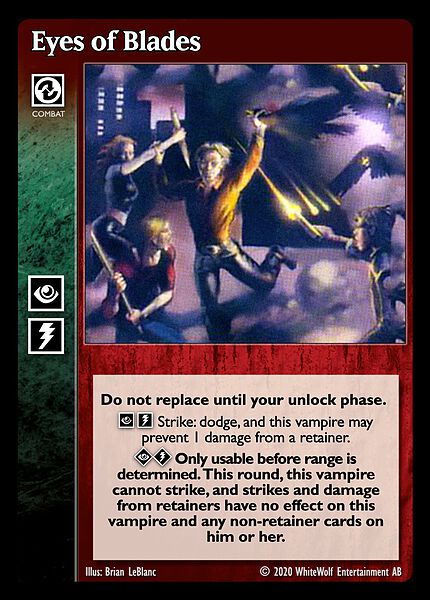 Eyes of Blades
COMBAT
Do not replace until your unlock phase.
Strike: dodge, and this vampire may
prevent 1 damage from a retainer.
Only usable before range is
determined. This round, this vampire
cannot strike, and strikes and damage
from retainers have no effect on this
vampire and any non-retainer cards on
him or her.
Illus: Brian LeBlanc © 2020 WhiteWolf Entertainment AB